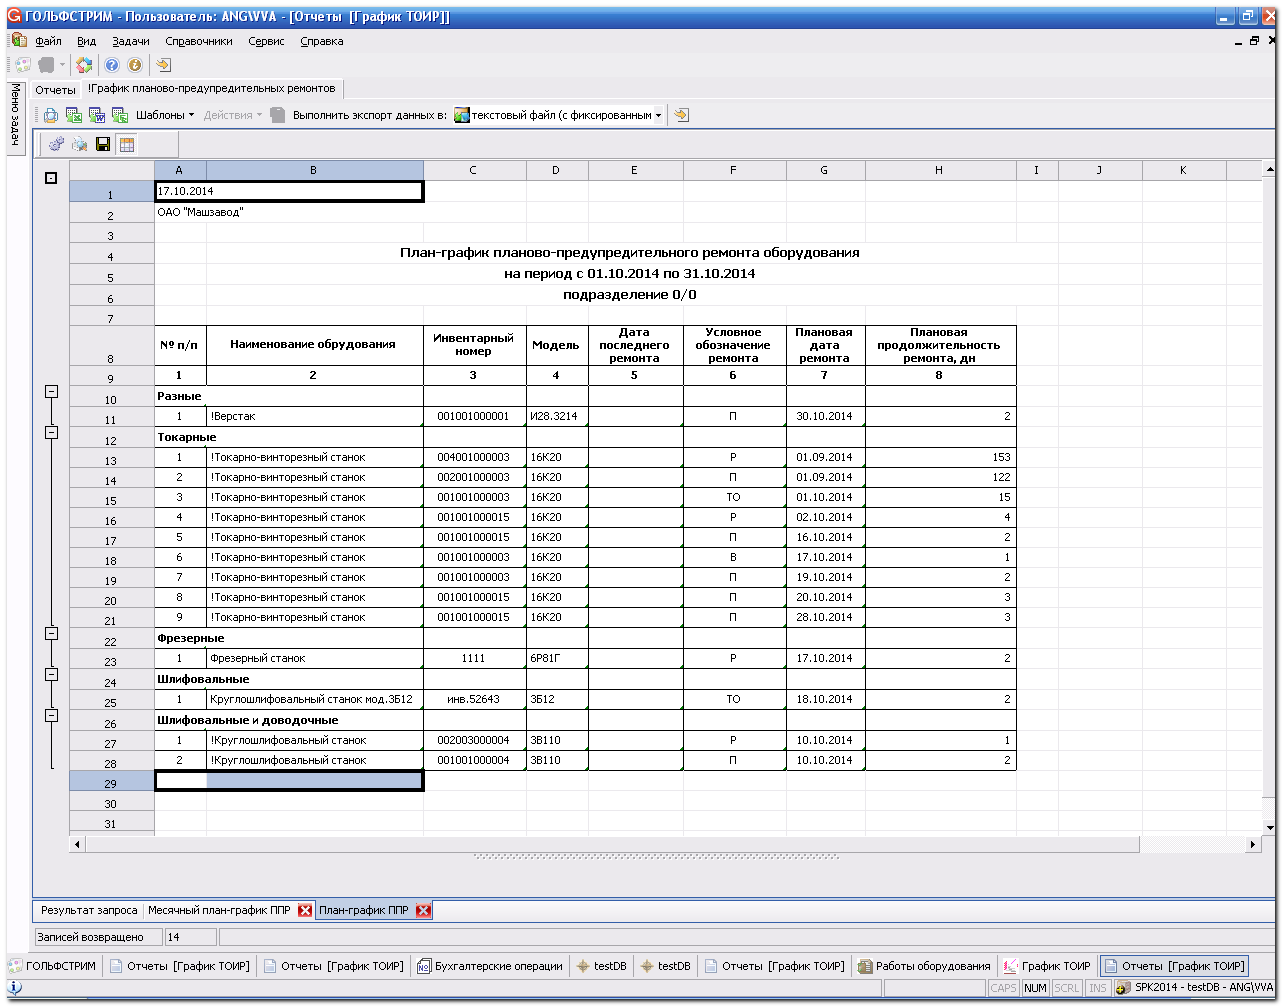 ГОЛЬФСТРИМ - Пользователь: ANG\VVA - [Отчеты [График ТОИР]]
Файл Вид Задачи Справочники Сервис Справка
Меню задач
Отчеты !График планово-предупредительных ремонтов
Шаблоны Действия Выполнить экспорт данных в: текстовый файл (с фиксированным
A B C D E F G H I J K
1 17.10.2014
2 ОАО "Машзавод"
3
4 План-график планово-предупредительного ремонта оборудования
5 на период с 01.10.2014 по 31.10.2014
6 подразделение 0/0
7
8 № п/п Наименование обрудования Инвентарный номер Модель Дата последнего ремонта Условное обозначение ремонта Плановая дата ремонта Плановая продолжительность ремонта, дн
9 1 2 3 4 5 6 7 8
10 Разные
11 1 !Верстак 001001000001 И28.3214 П 30.10.2014 2
12 Токарные
13 1 !Токарно-винторезный станок 004001000003 16К20 Р 01.09.2014 153
14 2 !Токарно-винторезный станок 002001000003 16К20 П 01.09.2014 122
15 3 !Токарно-винторезный станок 001001000003 16К20 ТО 01.10.2014 15
16 4 !Токарно-винторезный станок 001001000015 16К20 Р 02.10.2014 4
17 5 !Токарно-винторезный станок 001001000015 16К20 П 16.10.2014 2
18 6 !Токарно-винторезный станок 001001000003 16К20 В 17.10.2014 1
19 7 !Токарно-винторезный станок 001001000003 16К20 П 19.10.2014 2
20 8 !Токарно-винторезный станок 001001000015 16К20 П 20.10.2014 3
21 9 !Токарно-винторезный станок 001001000015 16К20 П 28.10.2014 3
22 Фрезерные
23 1 Фрезерный станок 1111 6Р81Г Р 17.10.2014 2
24 Шлифовальные
25 1 Круглошлифовальный станок мод.3Б12 инв.52643 3Б12 ТО 18.10.2014 2
26 Шлифовальные и доводочные
27 1 !Круглошлифовальный станок 002003000004 3В110 Р 10.10.2014 1
28 2 !Круглошлифовальный станок 001001000004 3В110 П 10.10.2014 2
29
30
31
Результат запроса Месячный план-график ППР План-график ППР
Записей возвращено 14
ГОЛЬФСТРИМ Отчеты [График ТОИР] Отчеты [График ТОИР] Бухгалтерские операции testDB testDB Отчеты [График ТОИР] Работы оборудования График ТОИР Отчеты [График ТОИР]
CAPS NUM SCRL INS SPK2014 - testDB - ANG\VVA